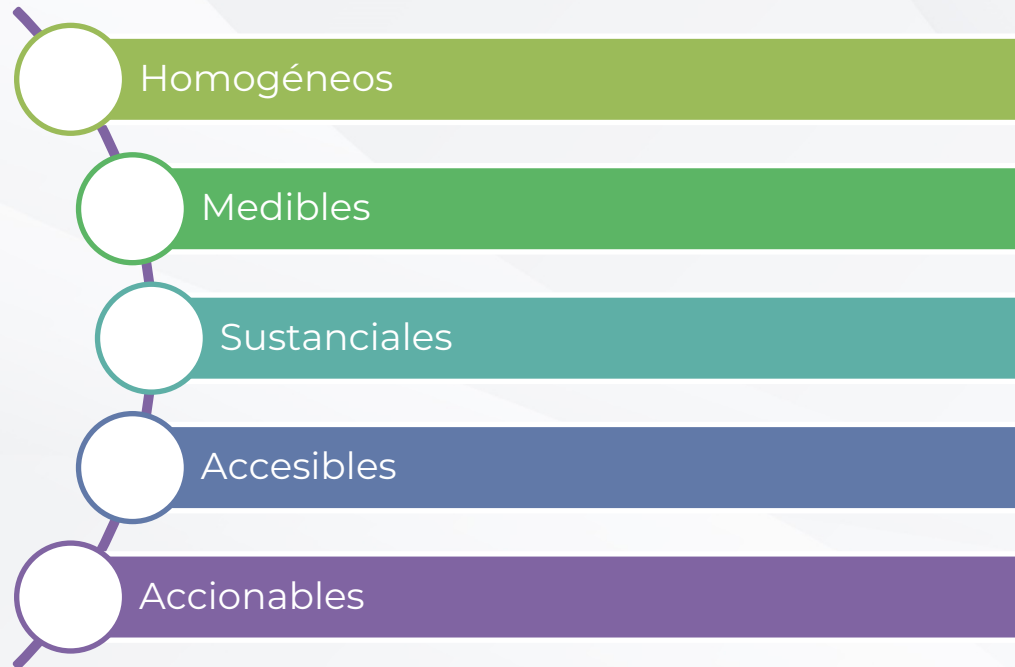 Homogéneos
Medibles
Sustanciales
Accesibles
Accionables